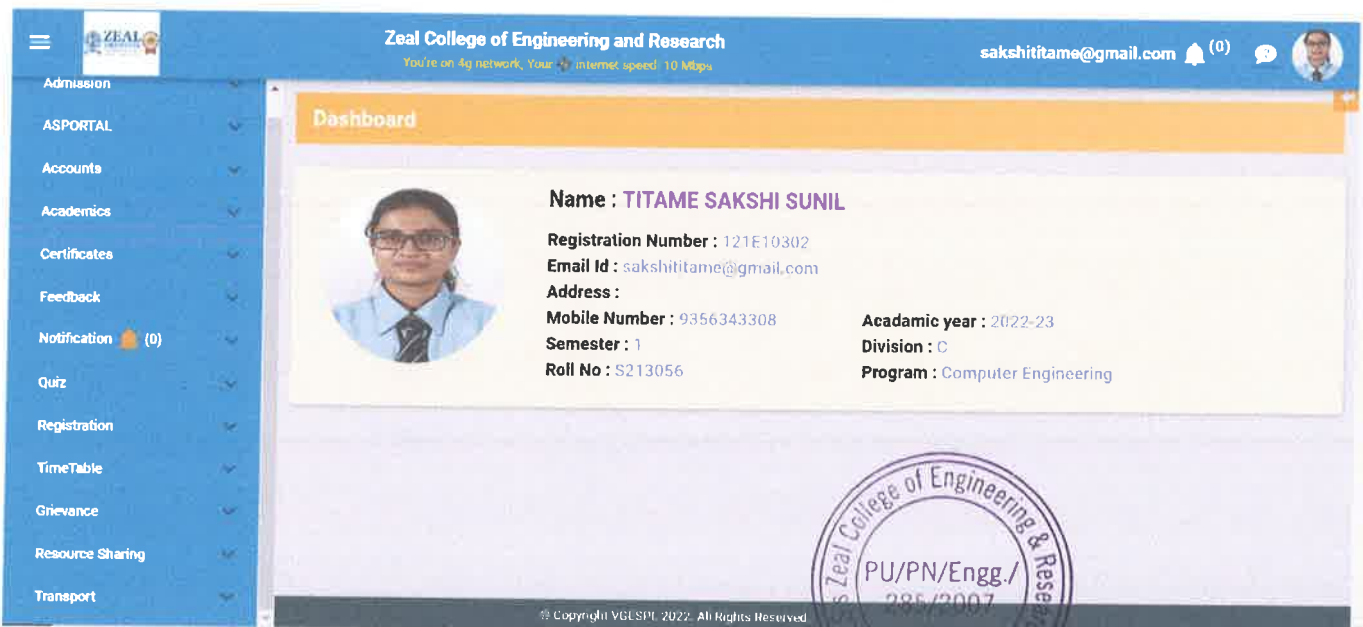 ZEAL
Zeal College of Engineering and Research
You're on 4g network, Your internet speed 10 Mbps
sakshititame@gmail.com (0)
Admission
ASPORTAL
Accounts
Academics
Certificates
Feedback
Notification (0)
Quiz
Registration
TimeTable
Grievance
Resource Sharing
Transport
Dashboard
Name : TITAME SAKSHI SUNIL
Registration Number : 121E10302
Email Id : sakshititame@gmail.com
Address :
Mobile Number : 9356343308
Acadamic year : 2022-23
Semester : 1
Division : C
Roll No : S213056
Program : Computer Engineering
Zeal College of Engineering & Resear
PU/PN/Engg./
285/2007
© Copyright VGESPL 2022. All Rights Reserved